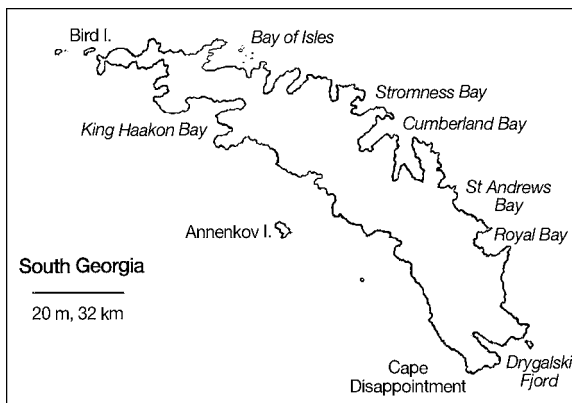 Bird I.
Bay of Isles
Stromness Bay
King Haakon Bay
Cumberland Bay
St Andrews
Bay
Annenkov I.
Royal Bay
South Georgia
20 m, 32 km
Cape
Disappointment
Drygalski
Fjord